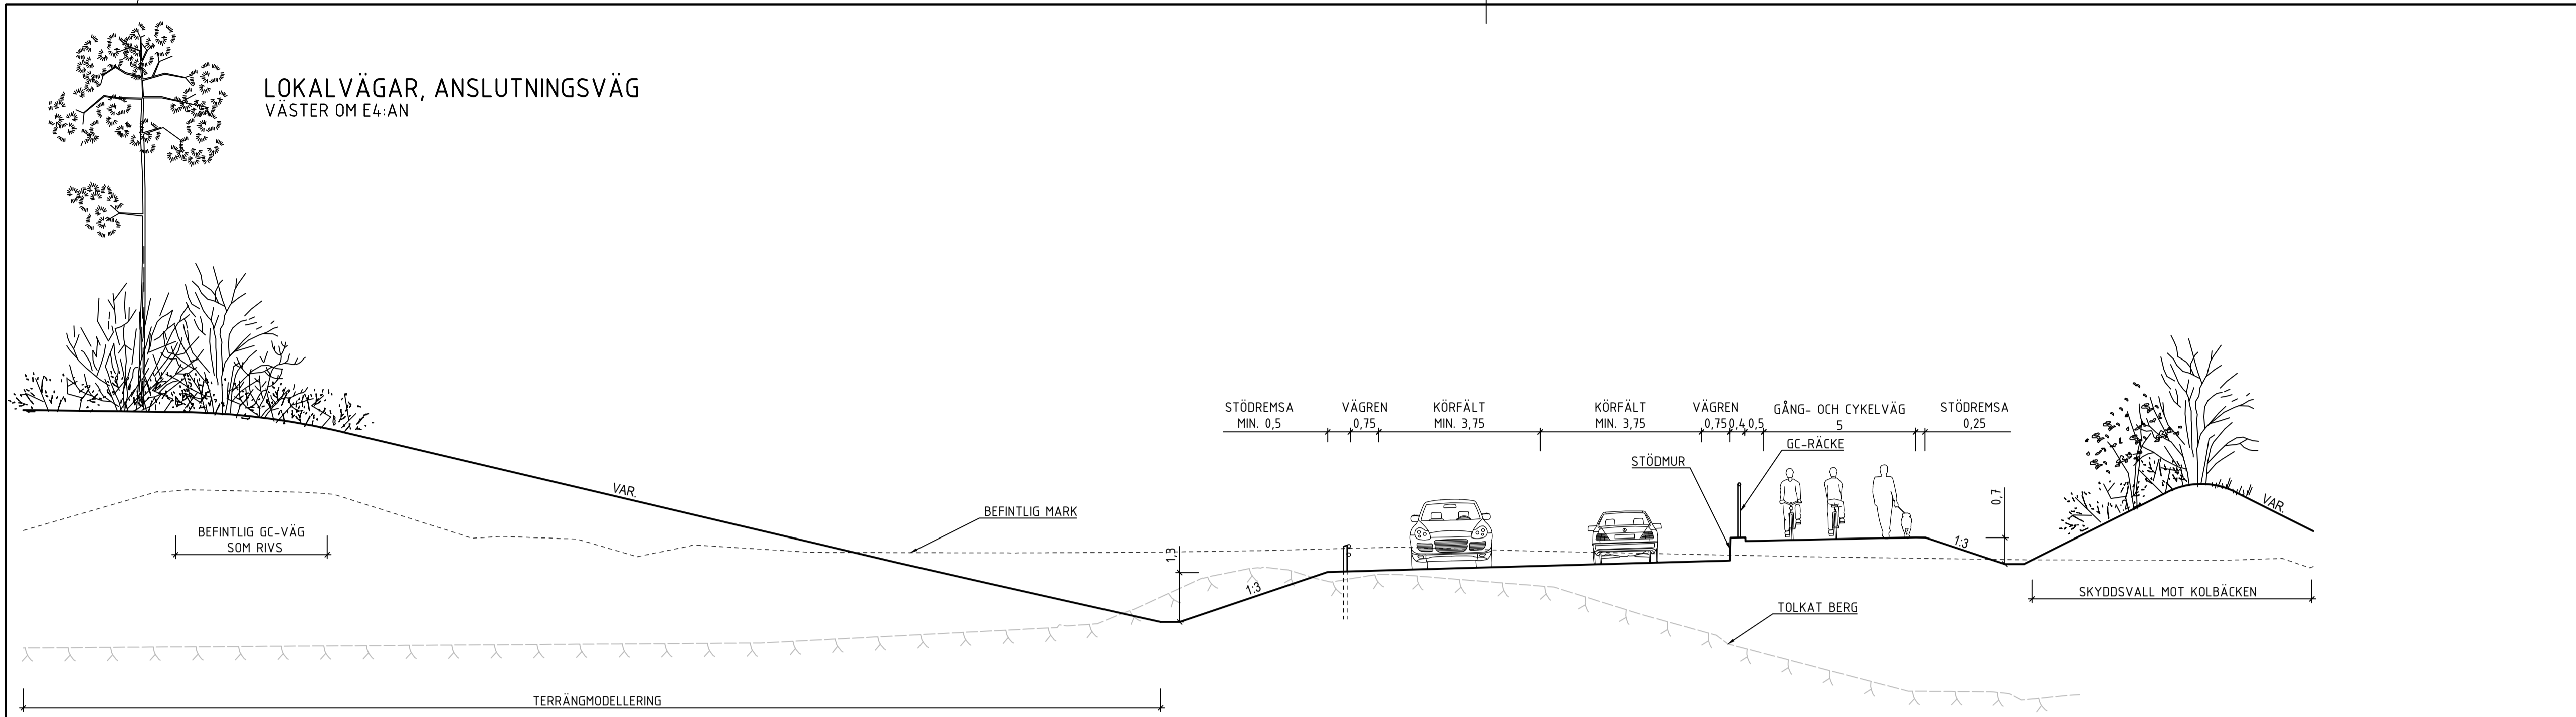 LOKALVÄGAR, ANSLUTNINGSVÄG
VÄSTER OM E4:AN
STÖDREMSA
MIN. 0,5
VÄGREN
0,75
KÖRFÄLT
MIN. 3,75
KÖRFÄLT
MIN. 3,75
VÄGREN
0,75
0,4
0,5
GÅNG- OCH CYKELVÄG
5
STÖDREMSA
0,25
GC-RÄCKE
STÖDMUR
VAR.
BEFINTLIG MARK
BEFINTLIG GC-VÄG
SOM RIVS
1,3
1:3
0,7
1:3
VAR.
SKYDDSVALL MOT KOLBÄCKEN
TOLKAT BERG
TERRÄNGMODELLERING